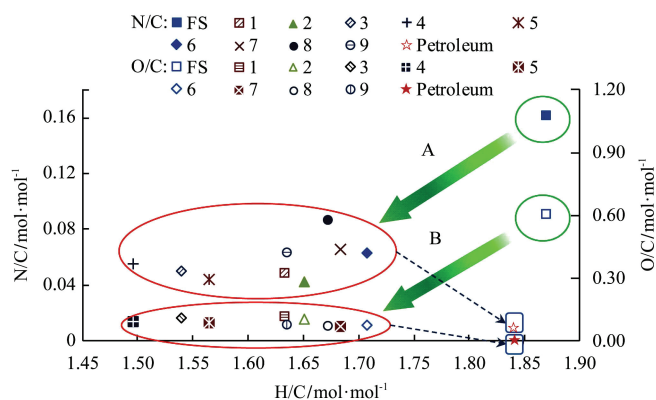 N/C: FS 1 2 3 4 5
6 7 8 9 Petroleum
O/C: FS 1 2 3 4 5
6 7 8 9 Petroleum
0.16 1.20
A
0.12 0.90
N/C/mol·mol-1 O/C/mol·mol-1
0.08 0.60
B
0.04 0.30
0 0
1.45 1.50 1.55 1.60 1.65 1.70 1.75 1.80 1.85 1.90
H/C/mol·mol-1